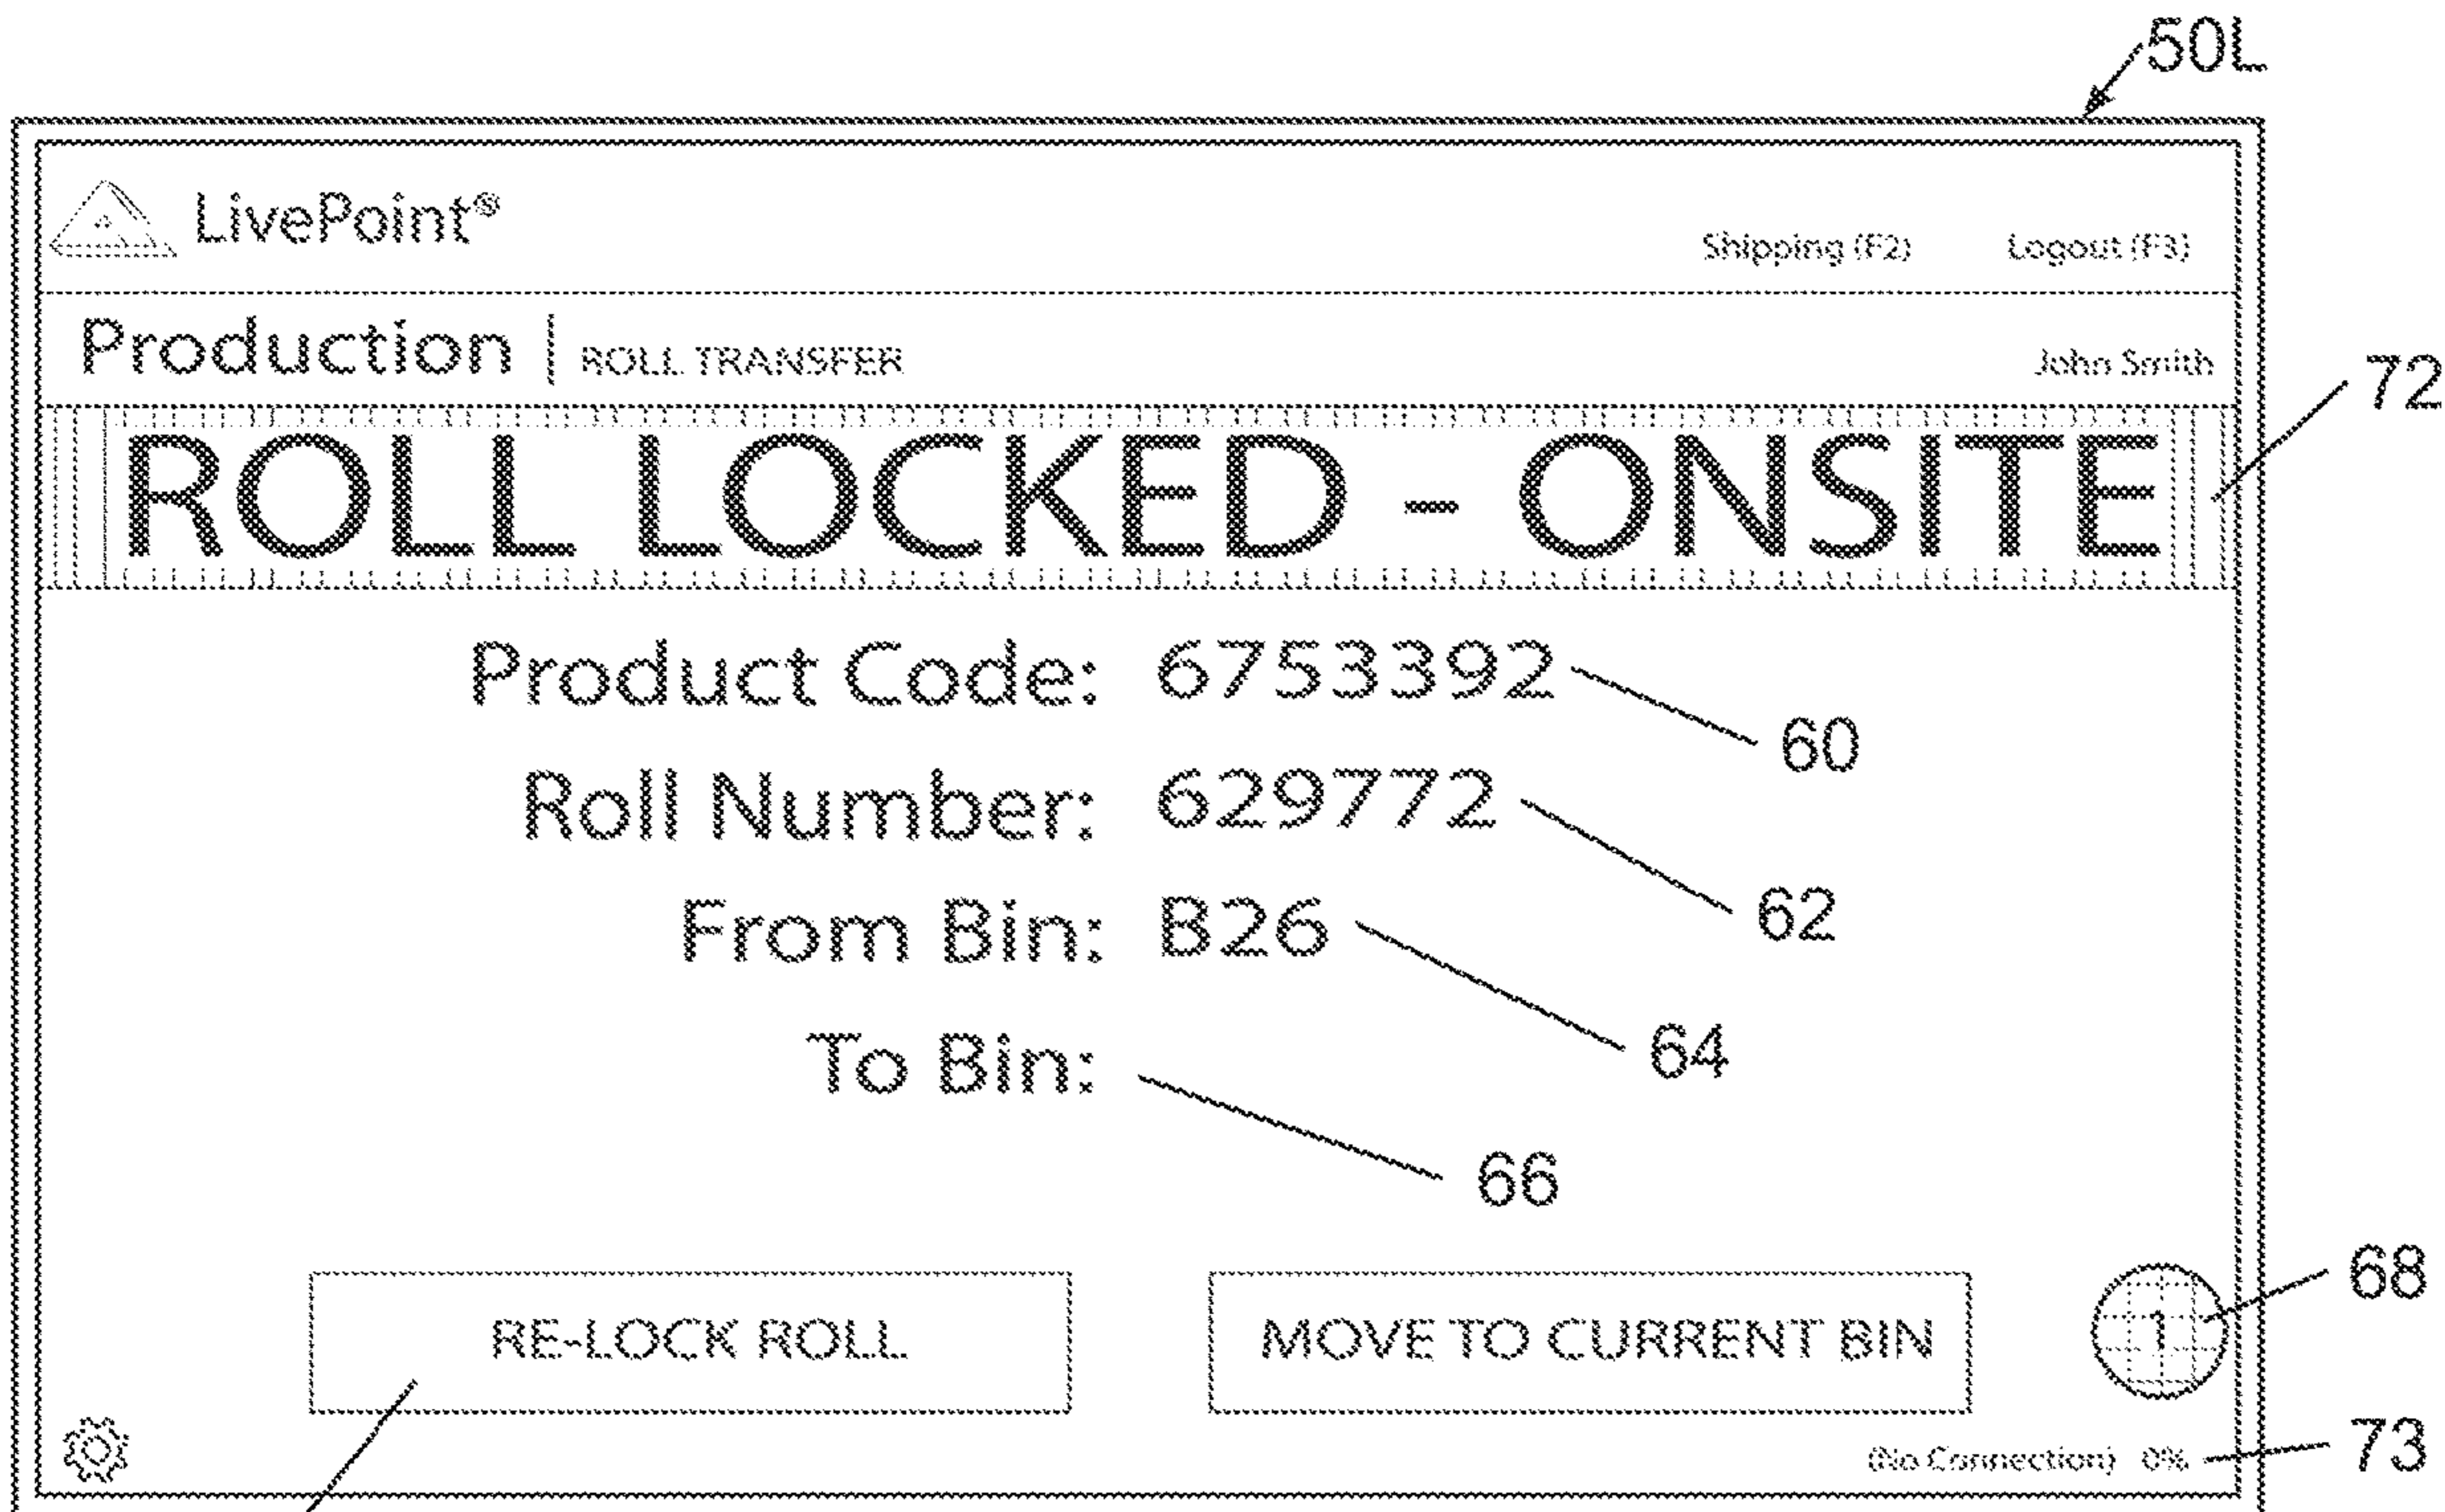 50L
LivePoint®
Shipping (F2) Logout (F3)
Production | ROLL TRANSFER John Smith
72
ROLL LOCKED - ONSITE
Product Code: 6753392
60
Roll Number: 629772
62
From Bin: B26
64
To Bin:
66
68
RE-LOCK ROLL MOVE TO CURRENT BIN 1
(No Connection) 0% 73